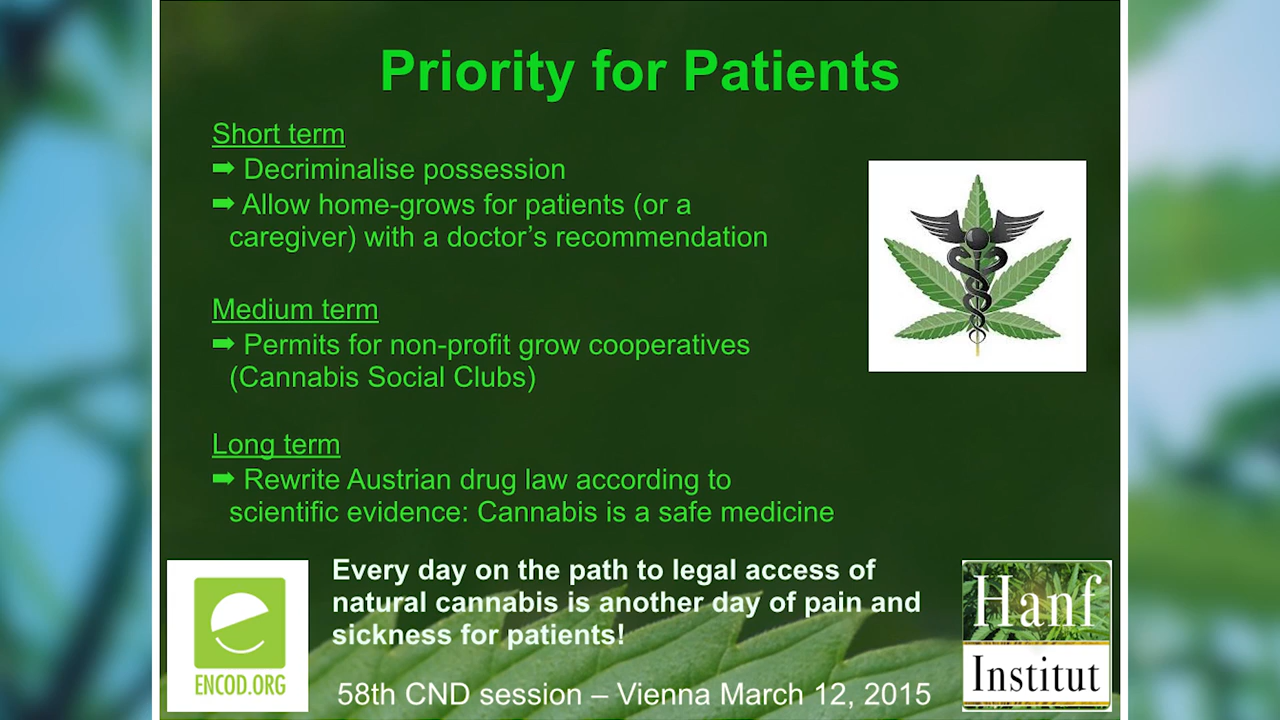 Priority for Patients
Short term
➡ Decriminalise possession
➡ Allow home-grows for patients (or a
caregiver) with a doctor’s recommendation
Medium term
➡ Permits for non-profit grow cooperatives
(Cannabis Social Clubs)
Long term
➡ Rewrite Austrian drug law according to
scientific evidence: Cannabis is a safe medicine
Every day on the path to legal access of
natural cannabis is another day of pain and
sickness for patients!
58th CND session – Vienna March 12, 2015
ENCOD.ORG
Hanf
Institut